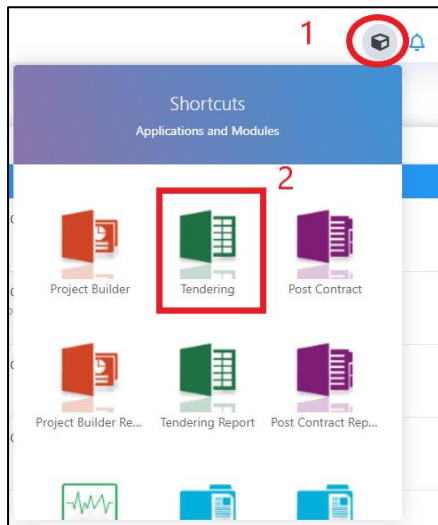 1
Shortcuts
Applications and Modules
2
Project Builder
Tendering
Post Contract
Project Builder Re...
Tendering Report
Post Contract Rep...